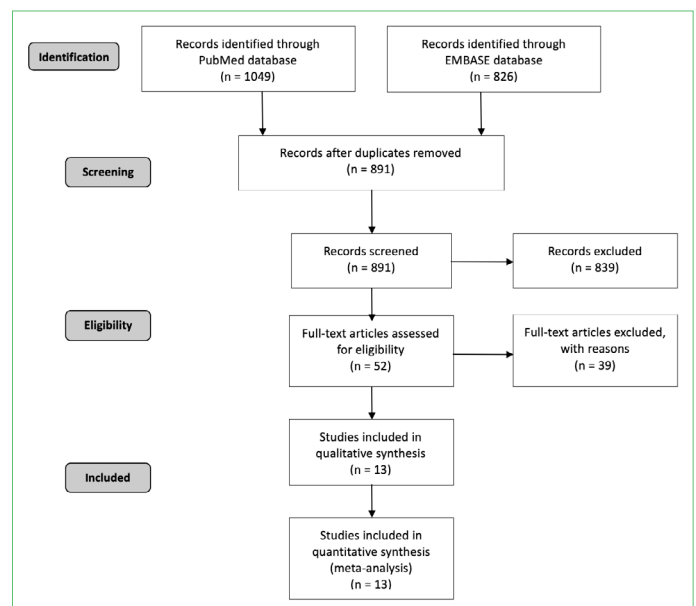 Identification
Records identified through
PubMed database
(n = 1049)
Records identified through
EMBASE database
(n = 826)
Records after duplicates removed
(n = 891)
Screening
Records screened
(n = 891)
Records excluded
(n = 839)
Eligibility
Full-text articles assessed
for eligibility
(n = 52)
Full-text articles excluded,
with reasons
(n = 39)
Studies included in
qualitative synthesis
(n = 13)
Included
Studies included in
quantitative synthesis
(meta-analysis)
(n = 13)